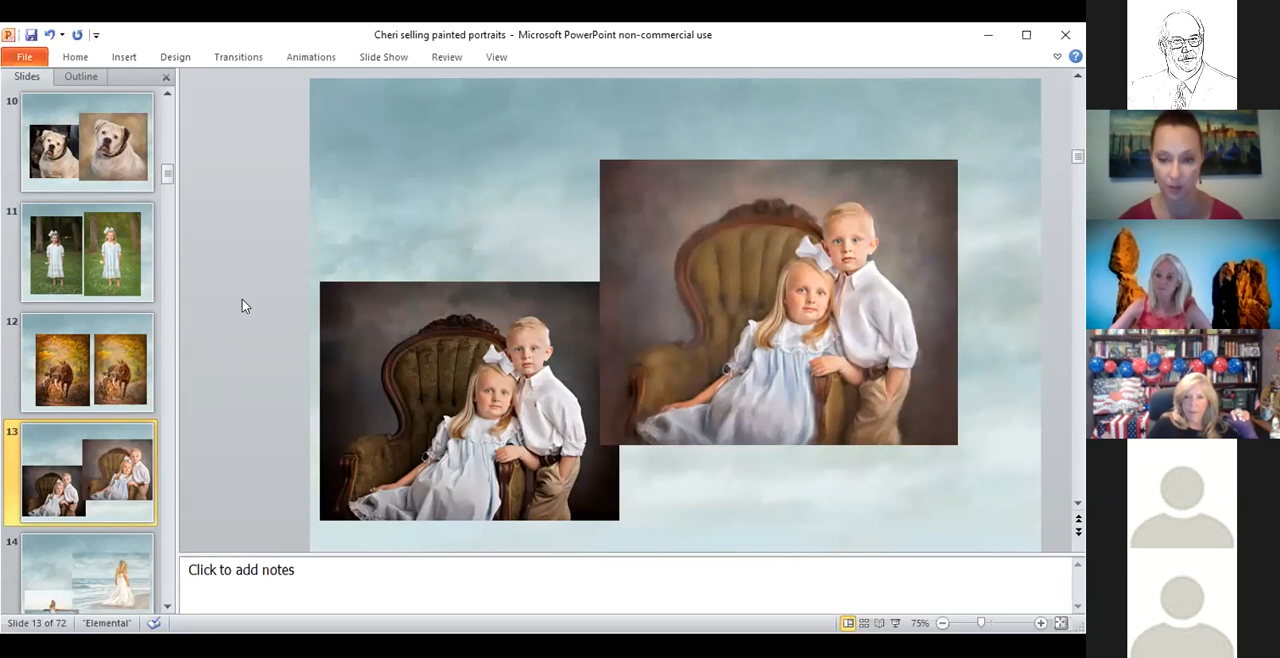 Cheri selling painted portraits - Microsoft PowerPoint non-commercial use
File Home Insert Design Transitions Animations Slide Show Review View
Slides Outline
10
11
12
13
14
Click to add notes
Slide 13 of 72 "Elemental" 75%